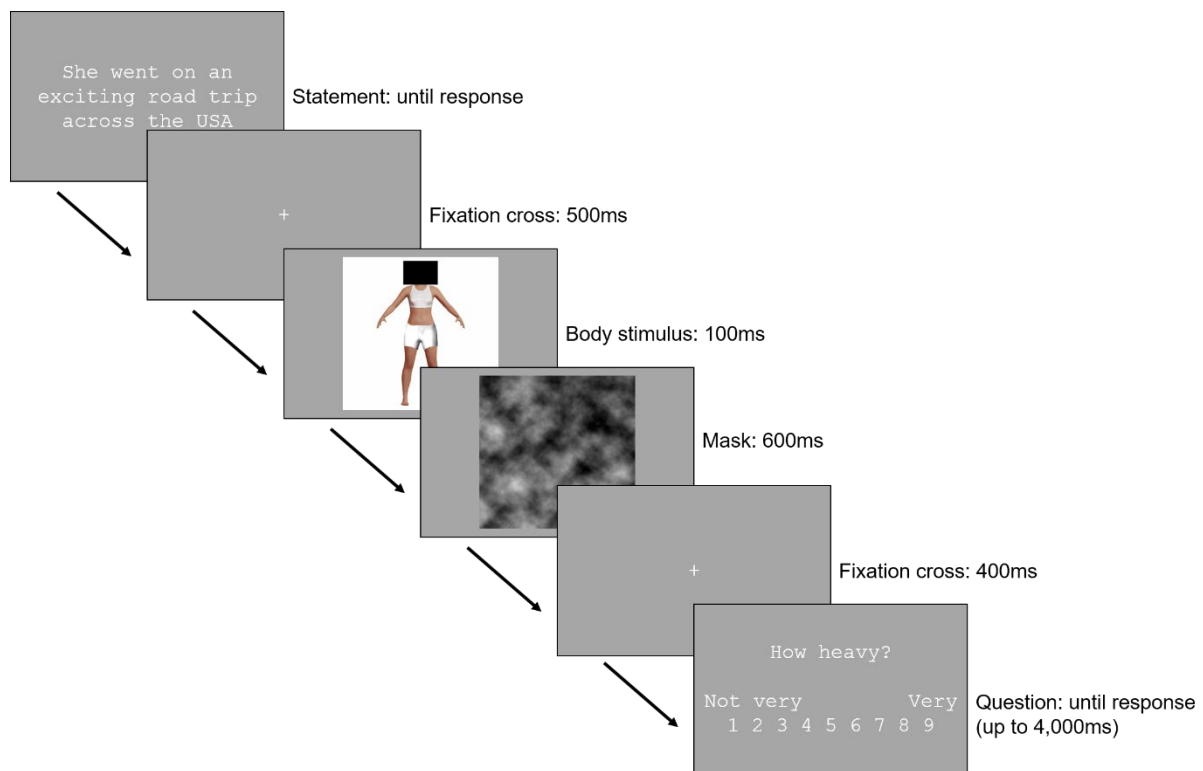 She went on an
exciting road trip
across the USA
Statement: until response
+
Fixation cross: 500ms
Body stimulus: 100ms
Mask: 600ms
+
Fixation cross: 400ms
How heavy?
Not very Very
1 2 3 4 5 6 7 8 9
Question: until response
(up to 4,000ms)